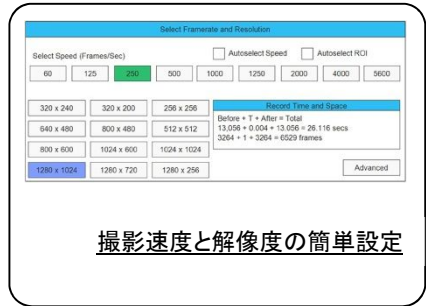 Select Framerate and Resolution
Select Speed (Frames/Sec)
Autoselect Speed
Autoselect ROI
60 125 250 500 1000 1250 2000 4000 5600
320 x 240 320 x 200 256 x 256
640 x 480 800 x 480 512 x 512
800 x 600 1024 x 600 1024 x 1024
1280 x 1024 1280 x 720 1280 x 256
Record Time and Space
Before + T + After = Total
13,056 + 0.004 + 13.056 = 26.116 secs
3264 + 1 + 3264 = 6529 frames
Advanced
撮影速度と解像度の簡単設定